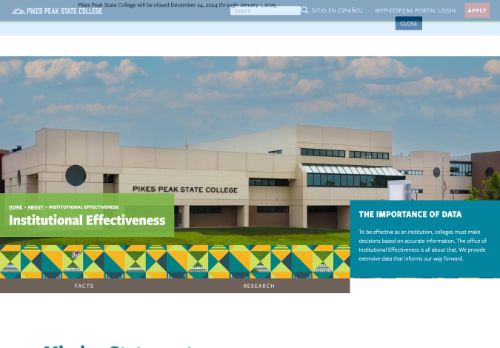 Pikes Peak State College will be closed December 24, 2024 through January 1, 2025.
PIKES PEAK STATE COLLEGE
Search
SITIO EN ESPAÑOL
MYPIKESPEAK PORTAL LOGIN
APPLY
CLOSE
PIKES PEAK STATE COLLEGE
HOME > ABOUT > INSTITUTIONAL EFFECTIVENESS
Institutional Effectiveness
THE IMPORTANCE OF DATA
To be effective as an institution, colleges must make
decisions based on accurate information. The office of
Institutional Effectiveness is all about that. We provide
extensive data that informs our way forward.
FACTS
RESEARCH
Mission Statement